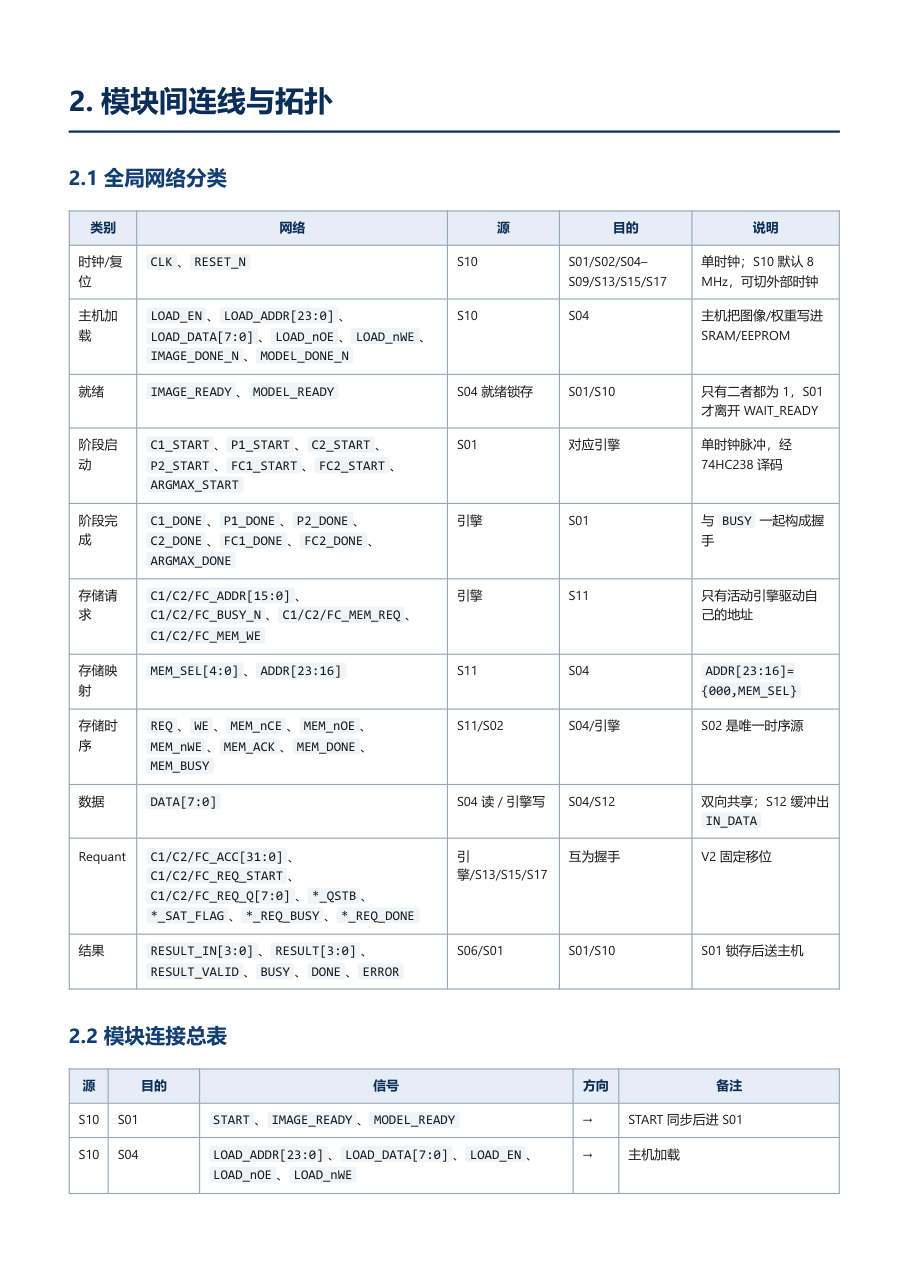 2. 模块间连线与拓扑
2.1 全局网络分类
类别 网络 源 目的 说明
时钟/复
位
CLK 、 RESET_N
S10
S01/S02/S04–
S09/S13/S15/S17
单时钟；S10 默认 8
MHz，可切外部时钟
主机加
载
LOAD_EN 、 LOAD_ADDR[23:0] 、
LOAD_DATA[7:0] 、 LOAD_nOE 、 LOAD_nWE 、
IMAGE_DONE_N 、 MODEL_DONE_N
S10
S04
主机把图像/权重写进
SRAM/EEPROM
就绪
IMAGE_READY 、 MODEL_READY
S04 就绪锁存
S01/S10
只有二者都为 1，S01
才离开 WAIT_READY
阶段启
动
C1_START 、 P1_START 、 C2_START 、
P2_START 、 FC1_START 、 FC2_START 、
ARGMAX_START
S01
对应引擎
单时钟脉冲，经
74HC238 译码
阶段完
成
C1_DONE 、 P1_DONE 、 P2_DONE 、
C2_DONE 、 FC1_DONE 、 FC2_DONE 、
ARGMAX_DONE
引擎
S01
与 BUSY 一起构成握
手
存储请
求
C1/C2/FC_ADDR[15:0] 、
C1/C2/FC_BUSY_N 、 C1/C2/FC_MEM_REQ 、
C1/C2/FC_MEM_WE
引擎
S11
只有活动引擎驱动自
己的地址
存储映
射
MEM_SEL[4:0] 、 ADDR[23:16]
S11
S04
ADDR[23:16]=
{000,MEM_SEL}
存储时
序
REQ 、 WE 、 MEM_nCE 、 MEM_nOE 、
MEM_nWE 、 MEM_ACK 、 MEM_DONE 、
MEM_BUSY
S11/S02
S04/引擎
S02 是唯一时序源
数据
DATA[7:0]
S04 读 / 引擎写
S04/S12
双向共享；S12 缓冲出
IN_DATA
Requant
C1/C2/FC_ACC[31:0] 、
C1/C2/FC_REQ_START 、
C1/C2/FC_REQ_Q[7:0] 、 *_QSTB 、
*_SAT_FLAG 、 *_REQ_BUSY 、 *_REQ_DONE
引
擎/S13/S15/S17
互为握手
V2 固定移位
结果
RESULT_IN[3:0] 、 RESULT[3:0] 、
RESULT_VALID 、 BUSY 、 DONE 、 ERROR
S06/S01
S01/S10
S01 锁存后送主机
2.2 模块连接总表
源 目的 信号 方向 备注
S10 S01 START 、 IMAGE_READY 、 MODEL_READY → START 同步后进 S01
S10 S04 LOAD_ADDR[23:0] 、 LOAD_DATA[7:0] 、 LOAD_EN 、 → 主机加载
LOAD_nOE 、 LOAD_nWE